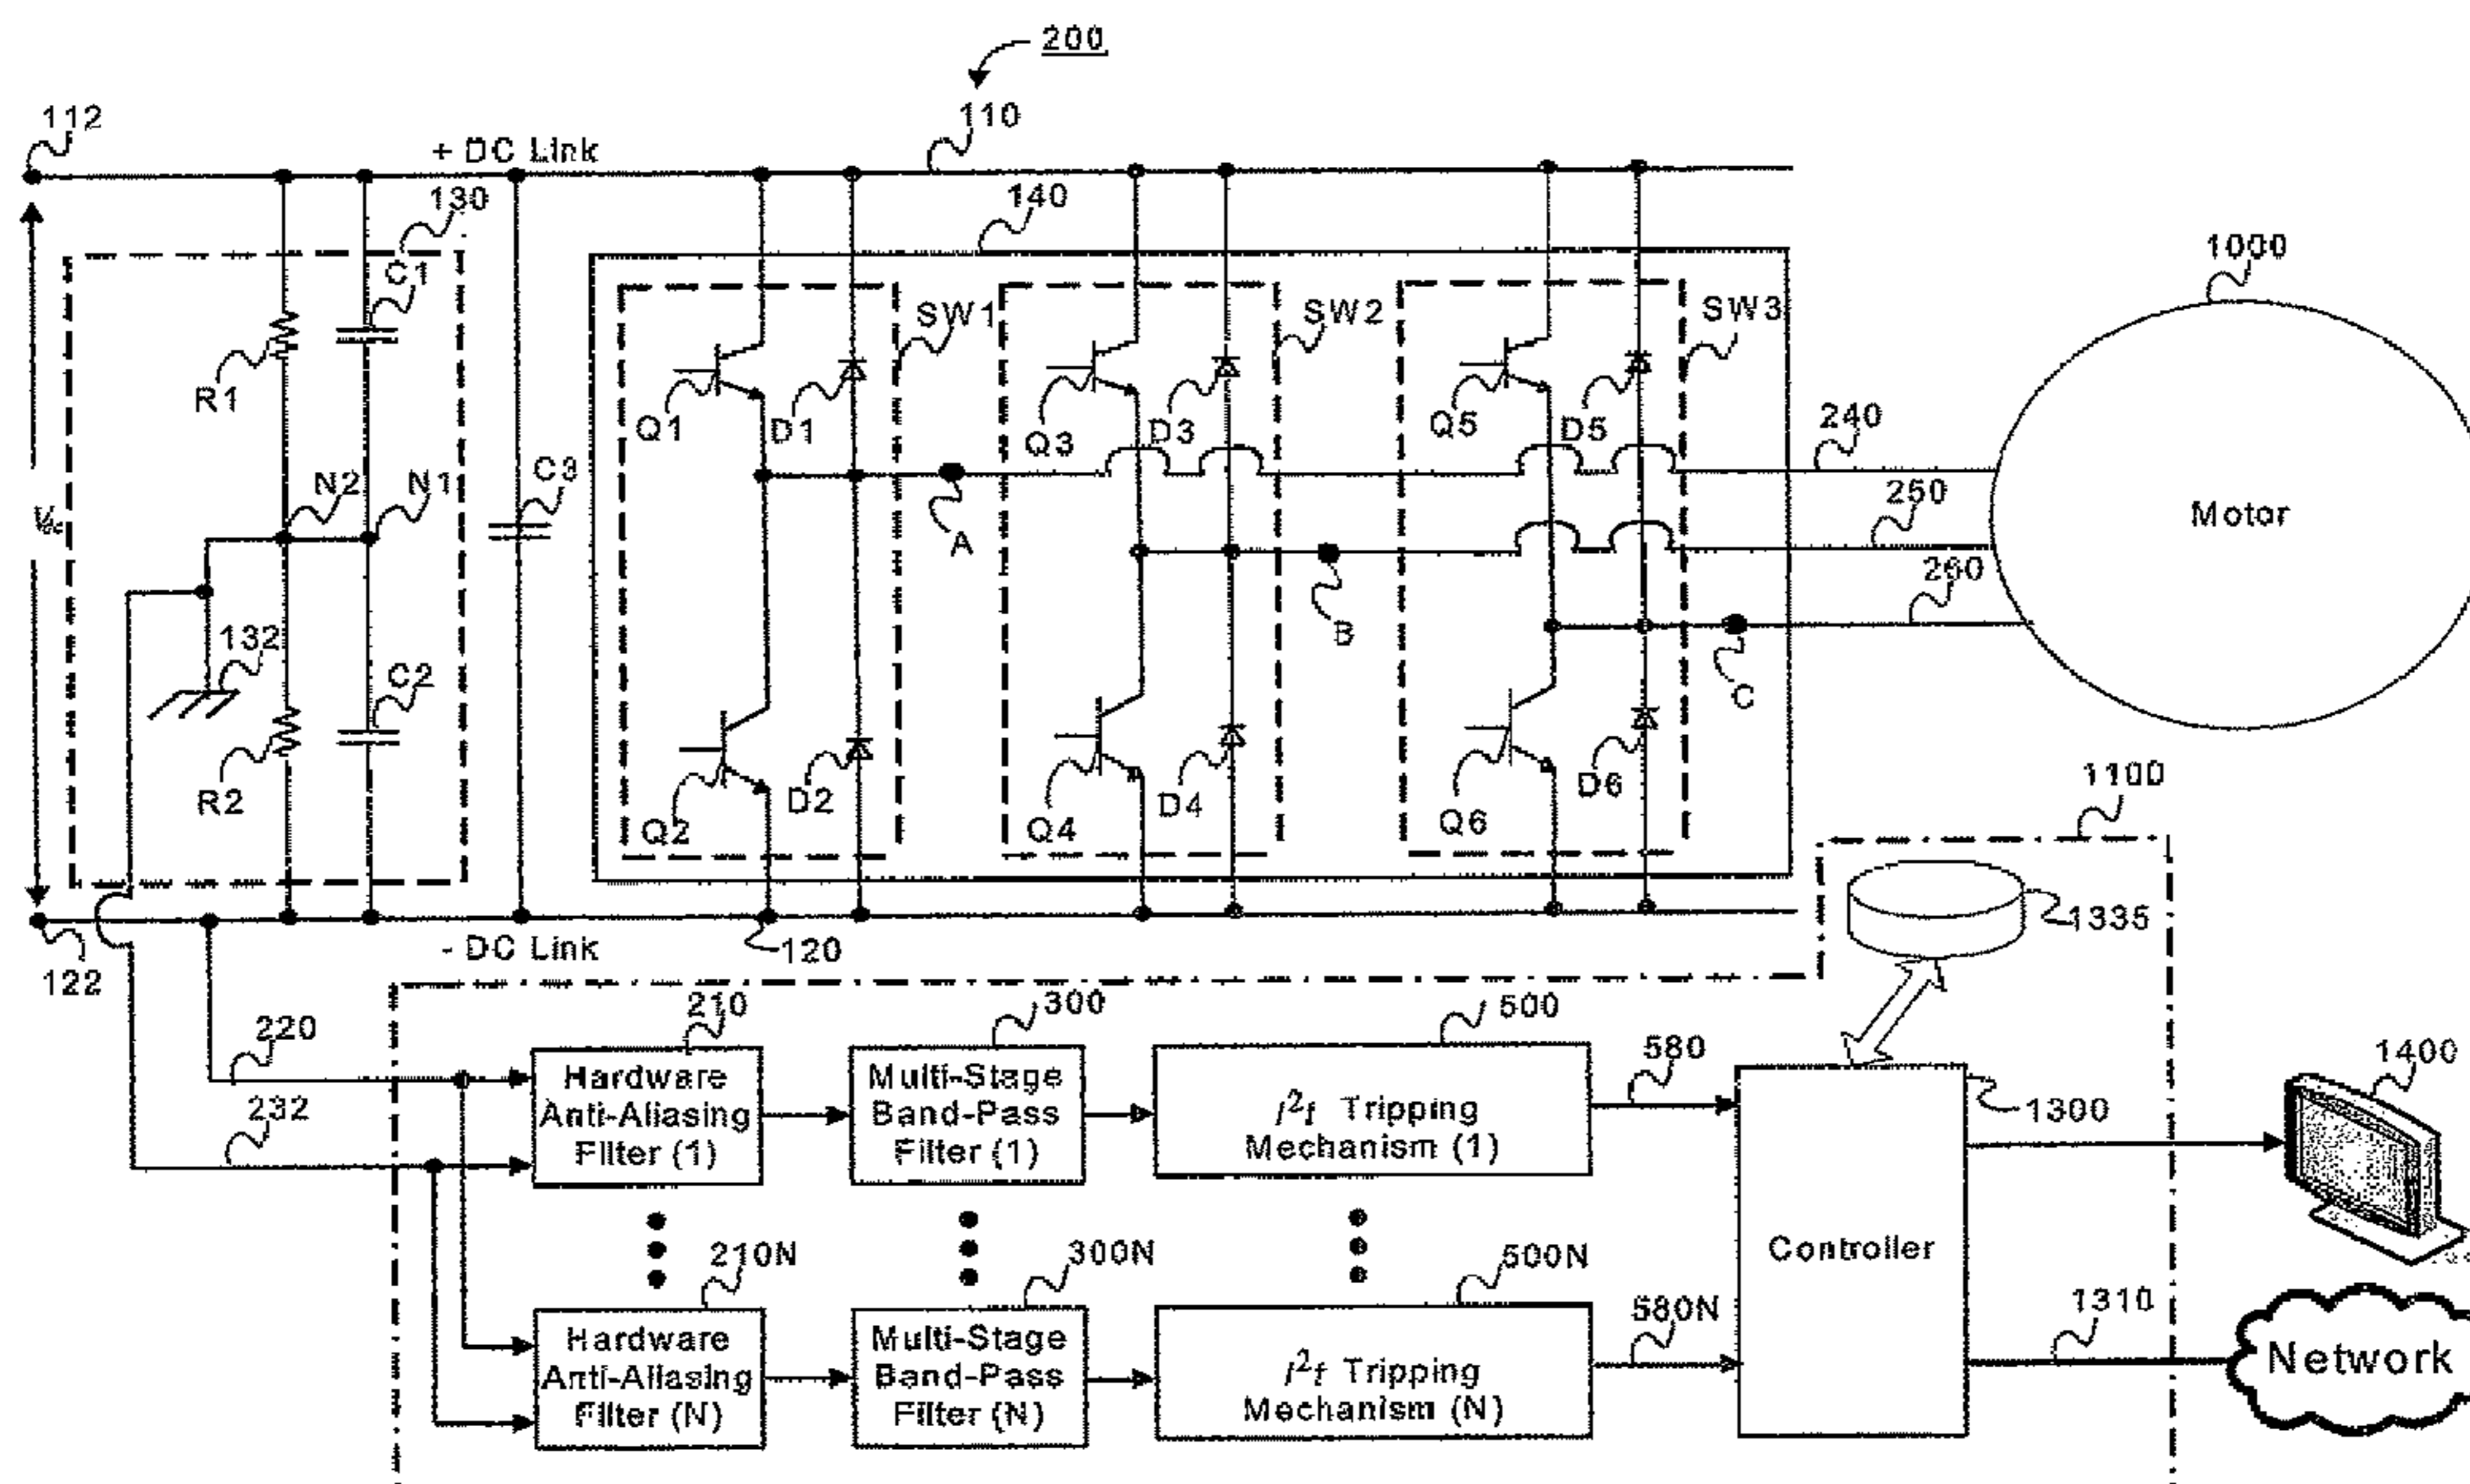 200
112
110
+ DC Link
130
140
1000
C1
SW1
SW2
SW3
R1
Q1
D1
Q3
D3
Q5
D5
240
N2
N1
C3
250
Vdc
A
Motor
B
260
132
C2
C
R2
Q2
D2
Q4
D4
Q6
D6
1100
1335
122
- DC Link
120
210
300
500
220
580
1400
Hardware
Anti-Aliasing
Filter (1)
Multi-Stage
Band-Pass
Filter (1)
I²t Tripping
Mechanism (1)
232
1300
210N
300N
500N
Controller
580N
1310
Hardware
Anti-Aliasing
Filter (N)
Multi-Stage
Band-Pass
Filter (N)
I²t Tripping
Mechanism (N)
Network